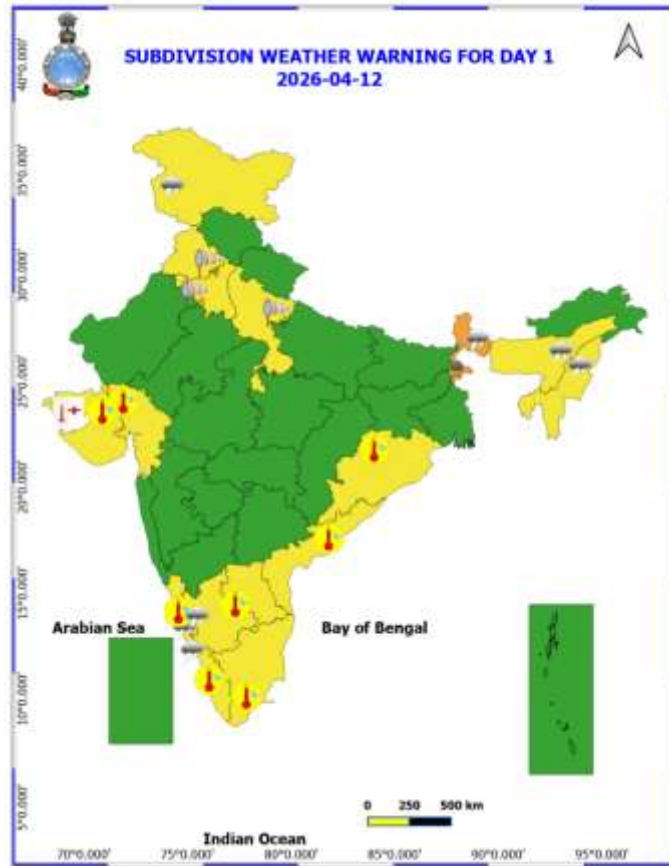 SUBDIVISION WEATHER WARNING FOR DAY 1
2026-04-12
40°0.000'
35°0.000'
30°0.000'
25°0.000'
20°0.000'
15°0.000'
10°0.000'
5°0.000'
Arabian Sea
Bay of Bengal
0 250 500 km
Indian Ocean
70°0.000' 75°0.000' 80°0.000' 85°0.000' 90°0.000' 95°0.000'